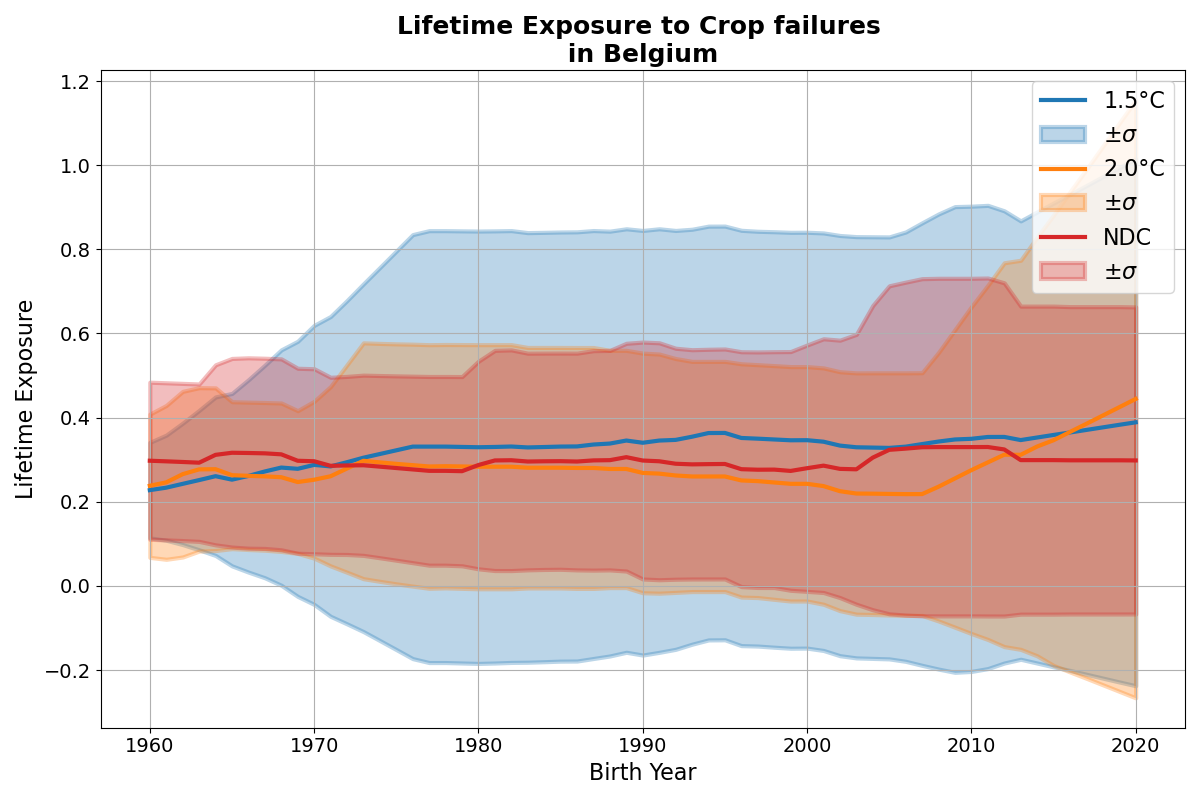 Lifetime Exposure to Crop failures
in Belgium
1.2
1.0
0.8
0.6
0.4
0.2
0.0
−0.2
Lifetime Exposure
1960
1970
1980
1990
2000
2010
2020
Birth Year
1.5°C
±σ
2.0°C
±σ
NDC
±σ